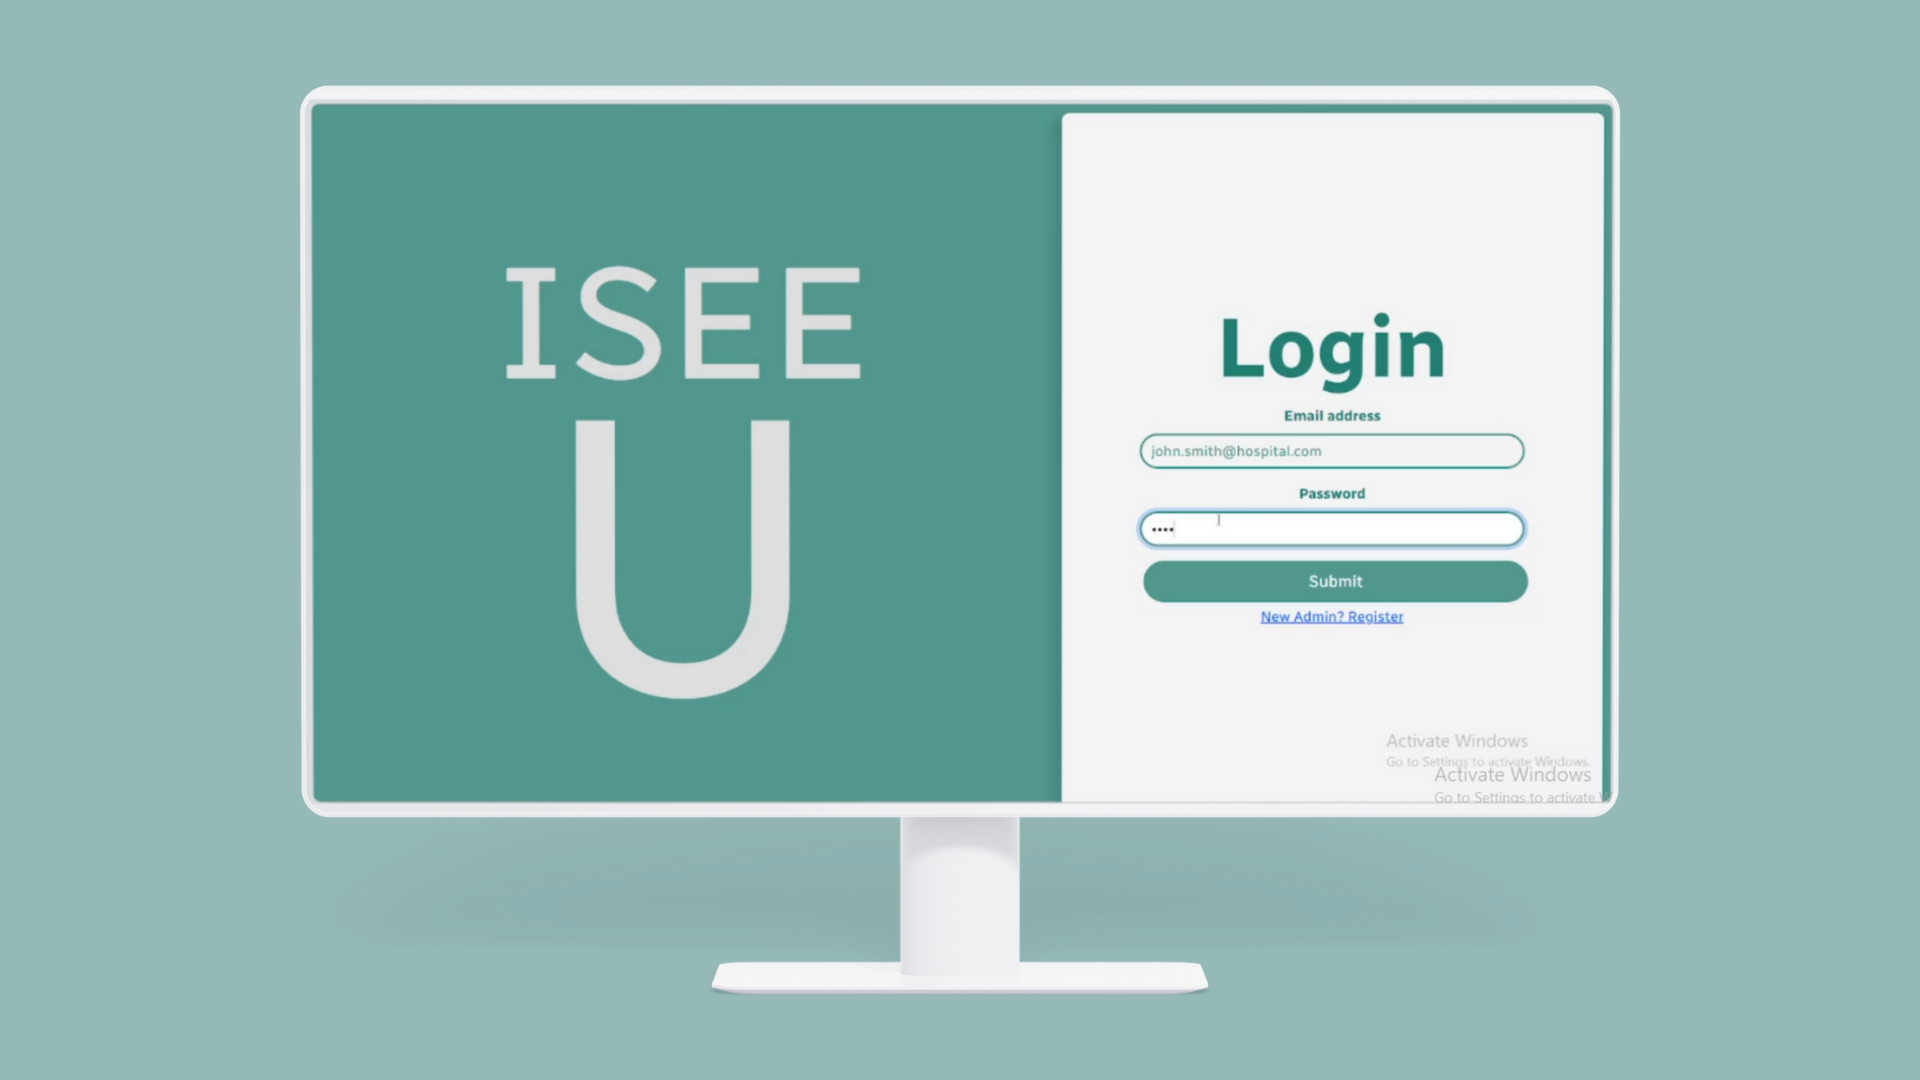 ISEE
U
Login
Email address
john.smith@hospital.com
Password
••••
Submit
New Admin? Register
Activate Windows
Go to Settings to activate Windows.
Activate Windows
Go to Settings to activate